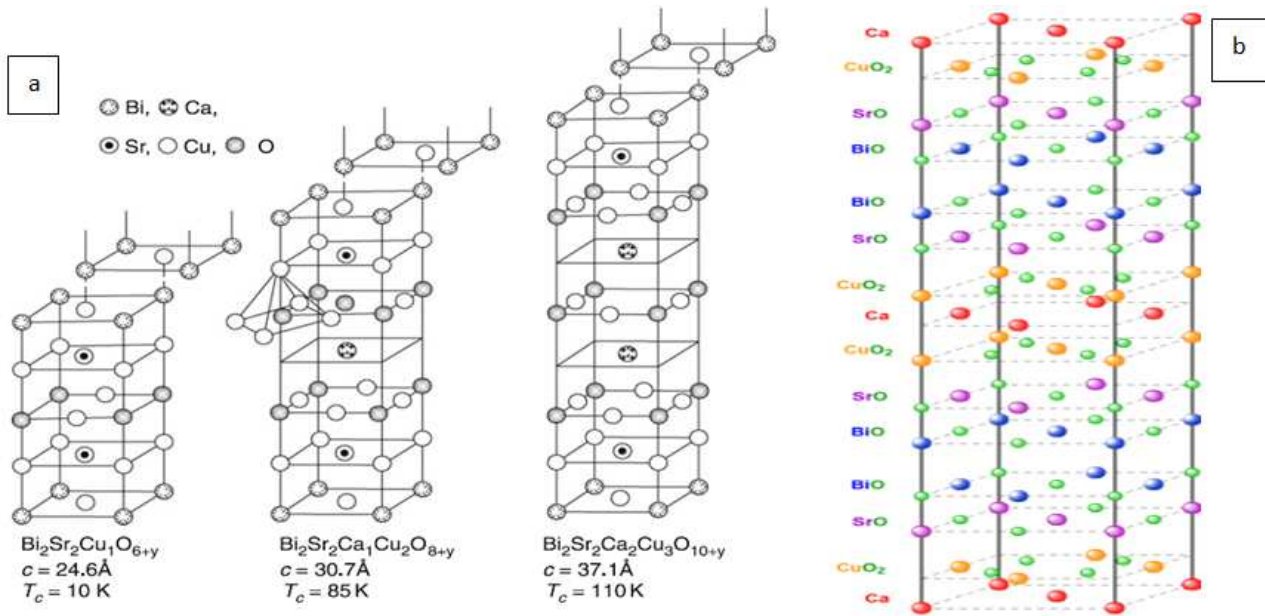 a
Bi, Ca,
Sr, Cu, O
Bi₂Sr₂Cu₁O₆₊y
c = 24.6Å
Tc = 10 K
Bi₂Sr₂Ca₁Cu₂O₈₊y
c = 30.7Å
Tc = 85 K
Bi₂Sr₂Ca₂Cu₃O₁₀₊y
c = 37.1Å
Tc = 110 K
b
Ca
CuO₂
SrO
BiO
BiO
SrO
CuO₂
Ca
CuO₂
SrO
BiO
BiO
SrO
CuO₂
Ca